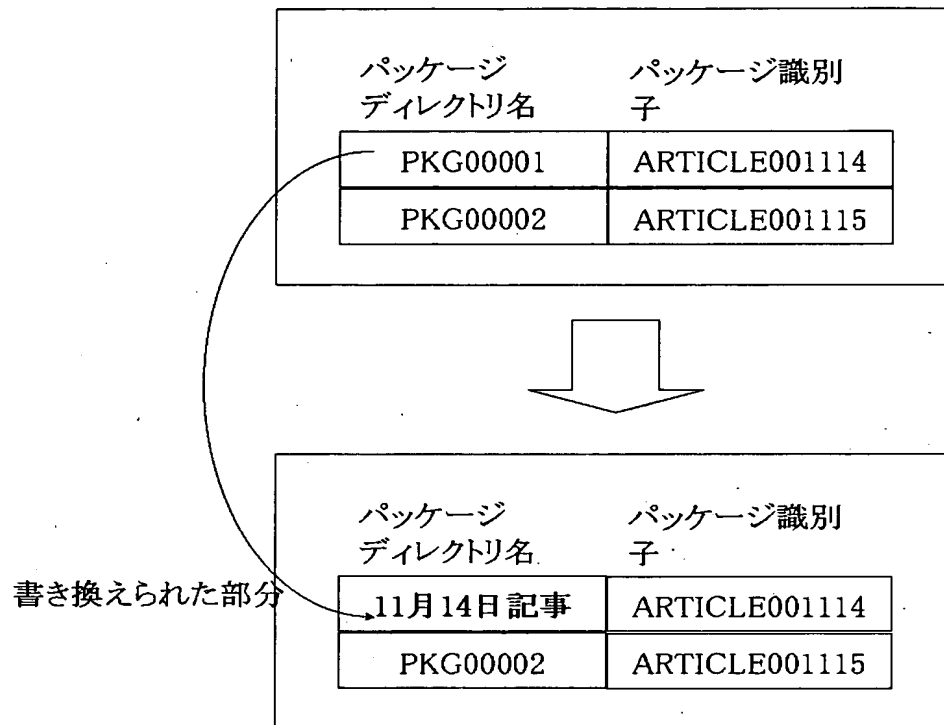 パッケージ パッケージ識別
ディレクトリ名 子
PKG00001 ARTICLE001114
PKG00002 ARTICLE001115
パッケージ パッケージ識別
ディレクトリ名 子
書き換えられた部分 11月14日記事 ARTICLE001114
PKG00002 ARTICLE001115